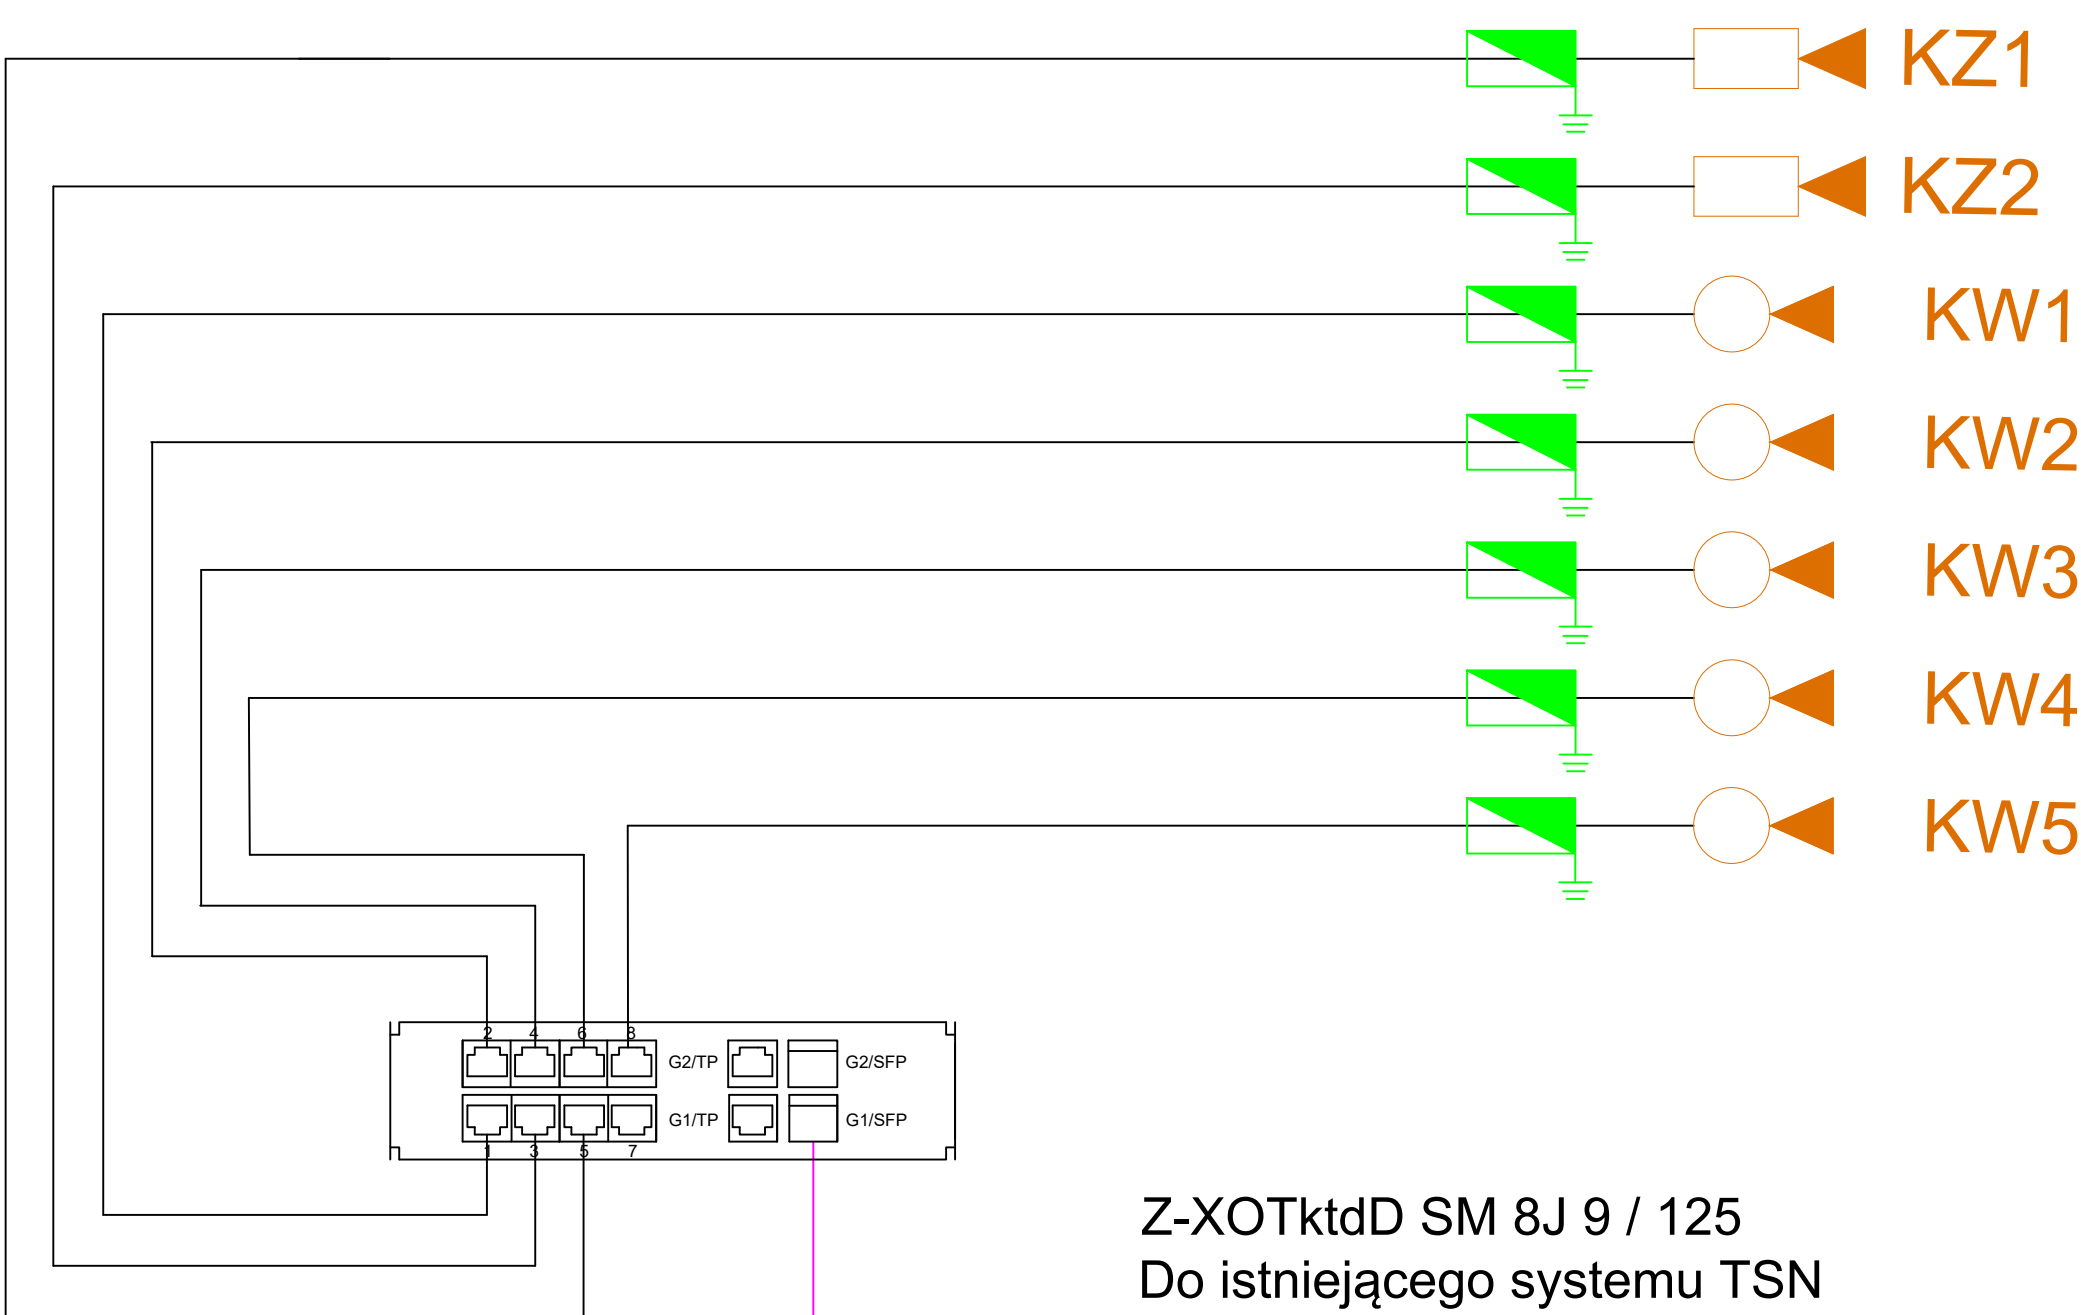 KZ1
KZ2
KW1
KW2
KW3
KW4
KW5
2 4 6 8
G2/TP G2/SFP
G1/TP G1/SFP
1 3 5 7
Z-XOTktdD SM 8J 9 / 125
Do istniejącego systemu TSN